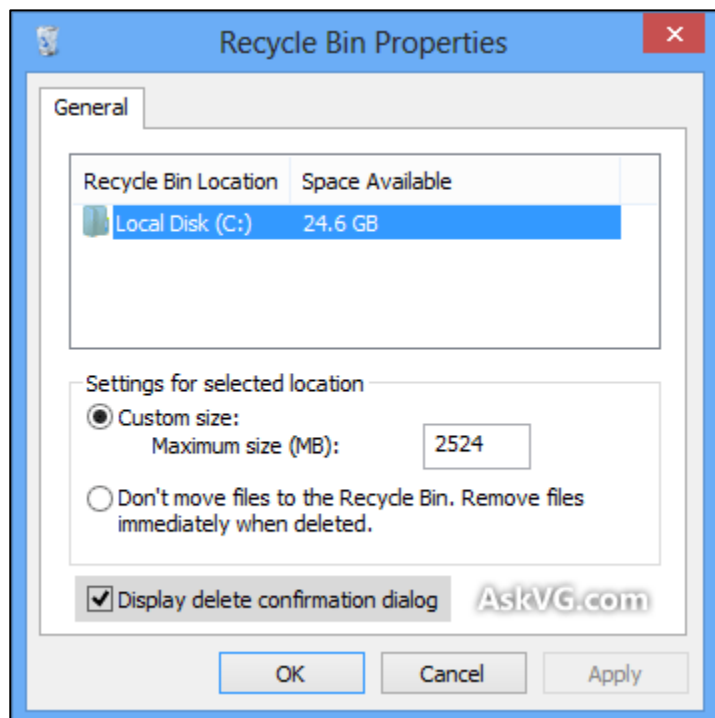 Recycle Bin Properties
General
Recycle Bin Location Space Available
Local Disk (C:) 24.6 GB
Settings for selected location
Custom size:
Maximum size (MB): 2524
Don't move files to the Recycle Bin. Remove files
immediately when deleted.
Display delete confirmation dialog AskVG.com
OK Cancel Apply